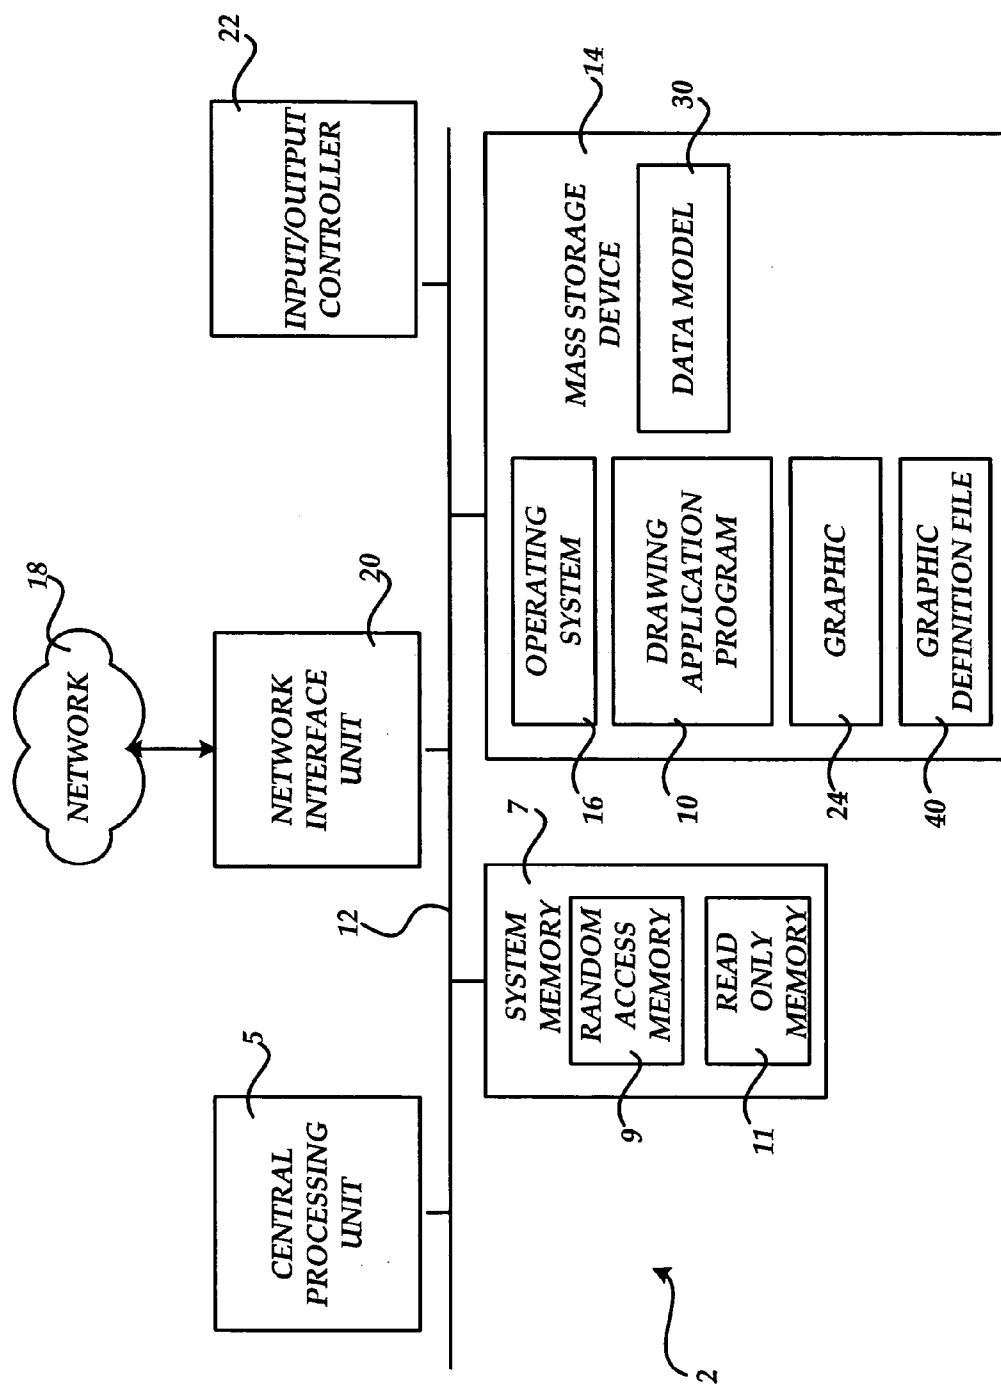 NETWORK
18
CENTRAL
PROCESSING
UNIT
5
NETWORK
INTERFACE
UNIT
20
INPUT/OUTPUT
CONTROLLER
22
12
SYSTEM
MEMORY
7
RANDOM
ACCESS
MEMORY
9
READ
ONLY
MEMORY
11
MASS STORAGE
DEVICE
14
OPERATING
SYSTEM
16
DRAWING
APPLICATION
PROGRAM
10
GRAPHIC
24
GRAPHIC
DEFINITION FILE
40
DATA MODEL
30
2